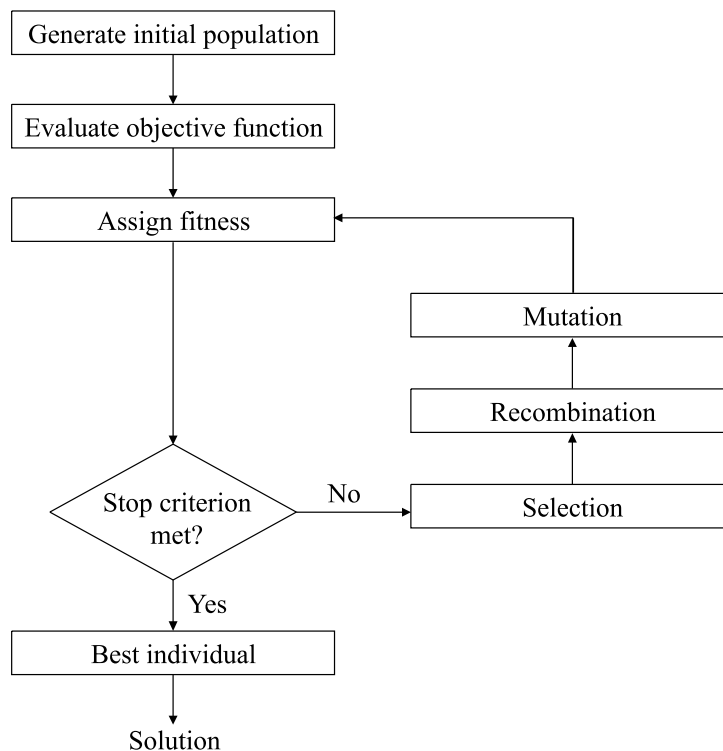 Generate initial population
Evaluate objective function
Assign fitness
Mutation
Recombination
Stop criterion
met?
No
Selection
Yes
Best individual
Solution